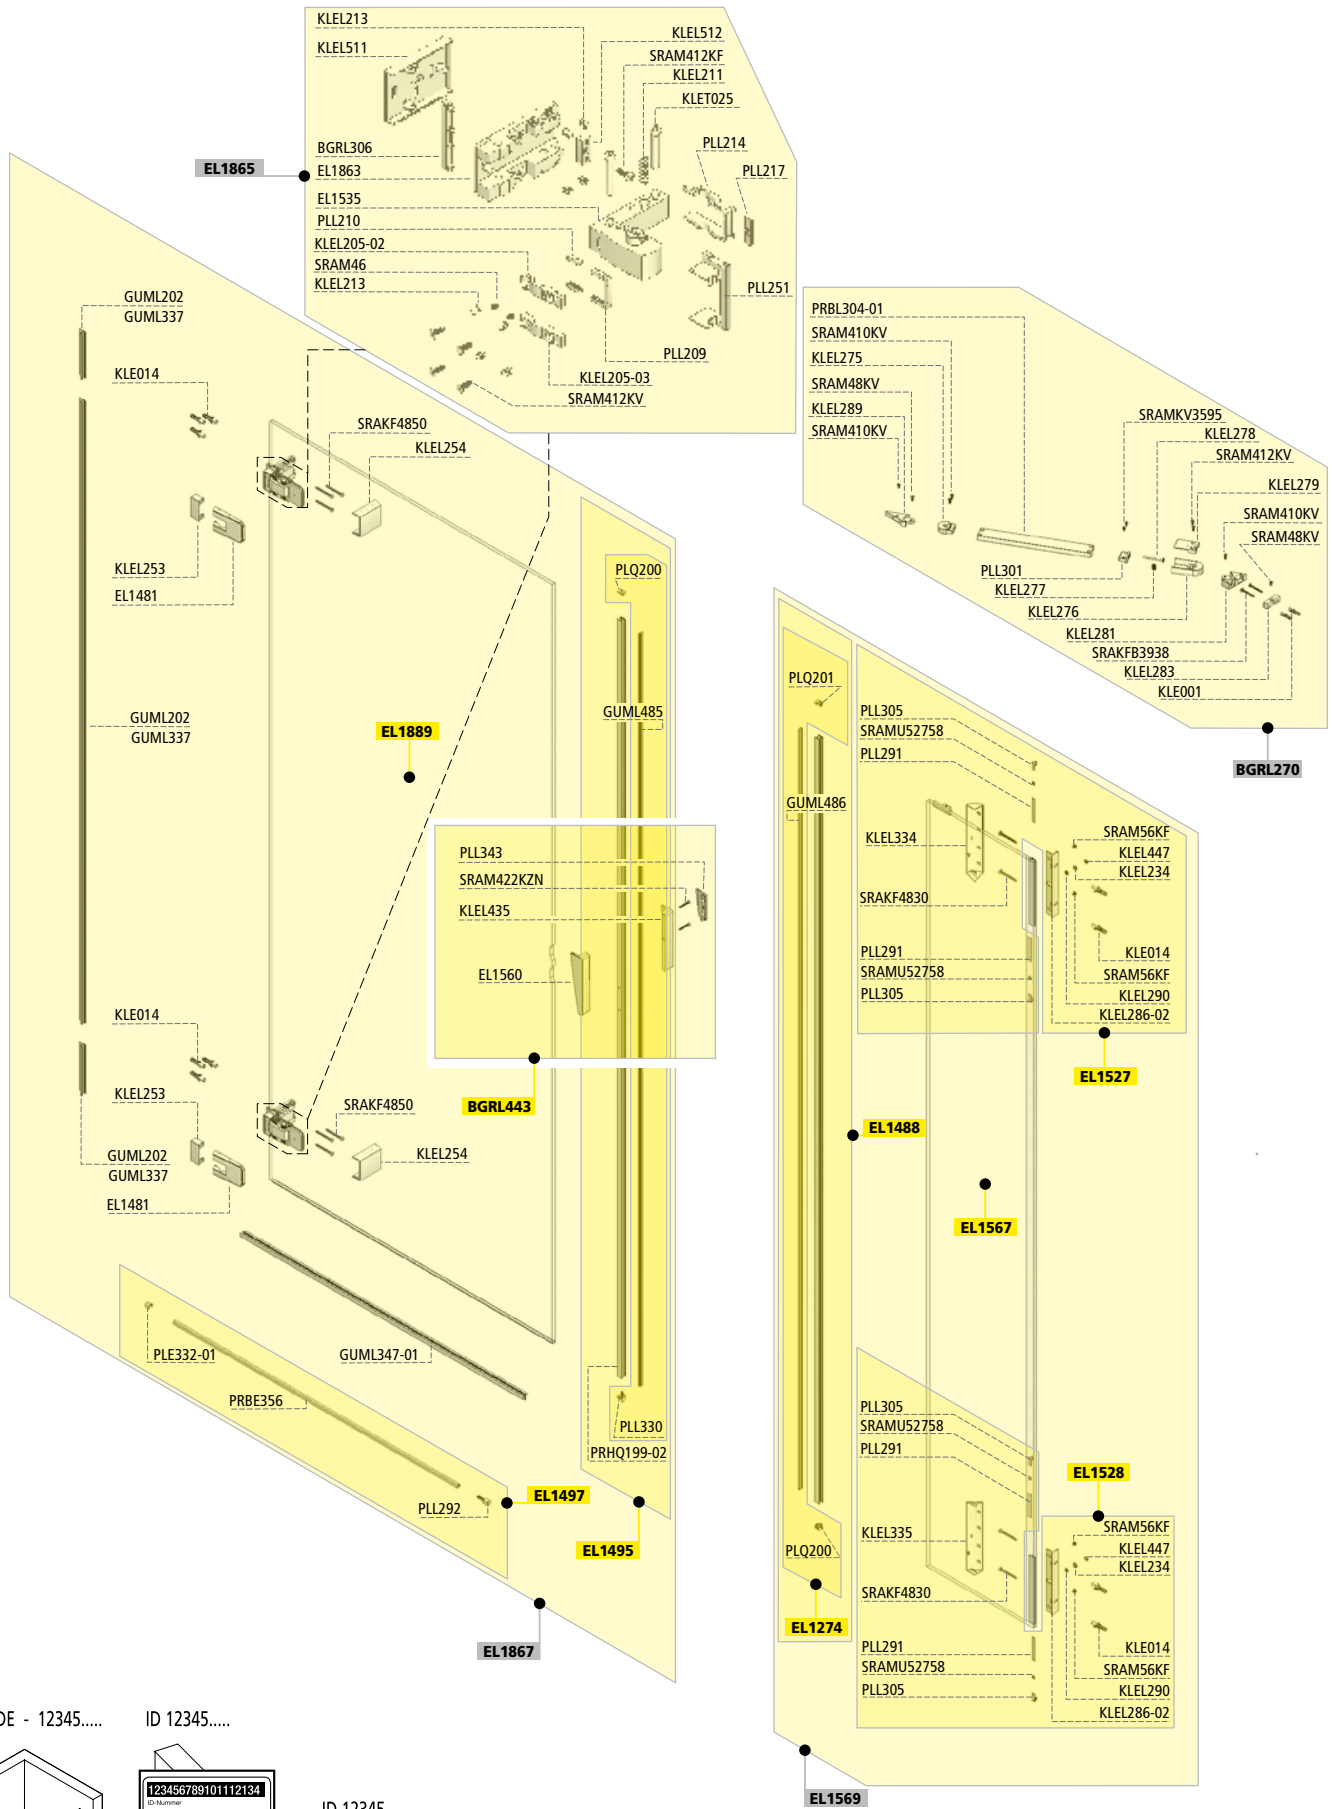 KLEL213
KLEL511
KLEL512
SRAM412KF
KLEL211
KLET025
PLL214
PLL217
BGRL306
EL1863
EL1865
EL1535
PLL210
KLEL205-02
SRAM46
KLEL213
PLL251
PLL209
KLEL205-03
SRAM412KV
GUML202
GUML337
KLE014
SRAKF4850
KLEL254
KLEL253
EL1481
GUML202
GUML337
EL1889
PLQ200
GUML485
PLL343
SRAM422KZN
KLEL435
EL1560
BGRL443
KLE014
KLEL253
SRAKF4850
KLEL254
GUML202
GUML337
EL1481
PLE332-01
GUML347-01
PRBE356
PLL330
PRHQ199-02
PLL292
EL1497
EL1495
EL1867
PRBL304-01
SRAM410KV
KLEL275
SRAM48KV
KLEL289
SRAM410KV
SRAMKV3595
KLEL278
SRAM412KV
KLEL279
SRAM410KV
SRAM48KV
PLL301
KLEL277
KLEL276
KLEL281
SRAKFB3938
KLEL283
KLE001
BGRL270
PLQ201
GUML486
PLL305
SRAMU52758
PLL291
KLEL334
SRAKF4830
SRAM56KF
KLEL447
KLEL234
PLL291
SRAMU52758
PLL305
KLE014
SRAM56KF
KLEL290
KLEL286-02
EL1527
EL1488
EL1567
PLL305
SRAMU52758
PLL291
EL1528
KLEL335
SRAM56KF
KLEL447
KLEL234
PLQ200
SRAKF4830
EL1274
PLL291
SRAMU52758
PLL305
KLE014
SRAM56KF
KLEL290
KLEL286-02
EL1569
DE - 12345.....
ID 12345.....
123456789101112134
ID-Nummer
ID 12345